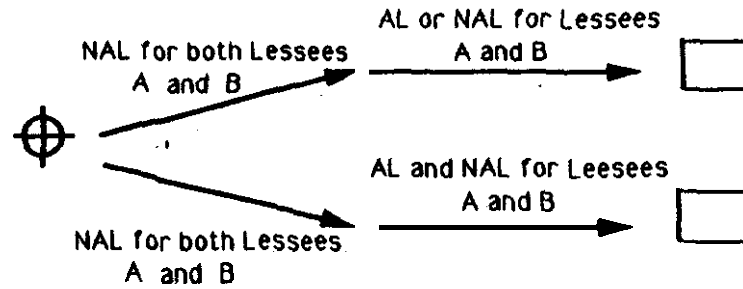 NAL for both Lessees
A and B
AL or NAL for Lessees
A and B
AL and NAL for Leesees
A and B
NAL for both Lessees
A and B